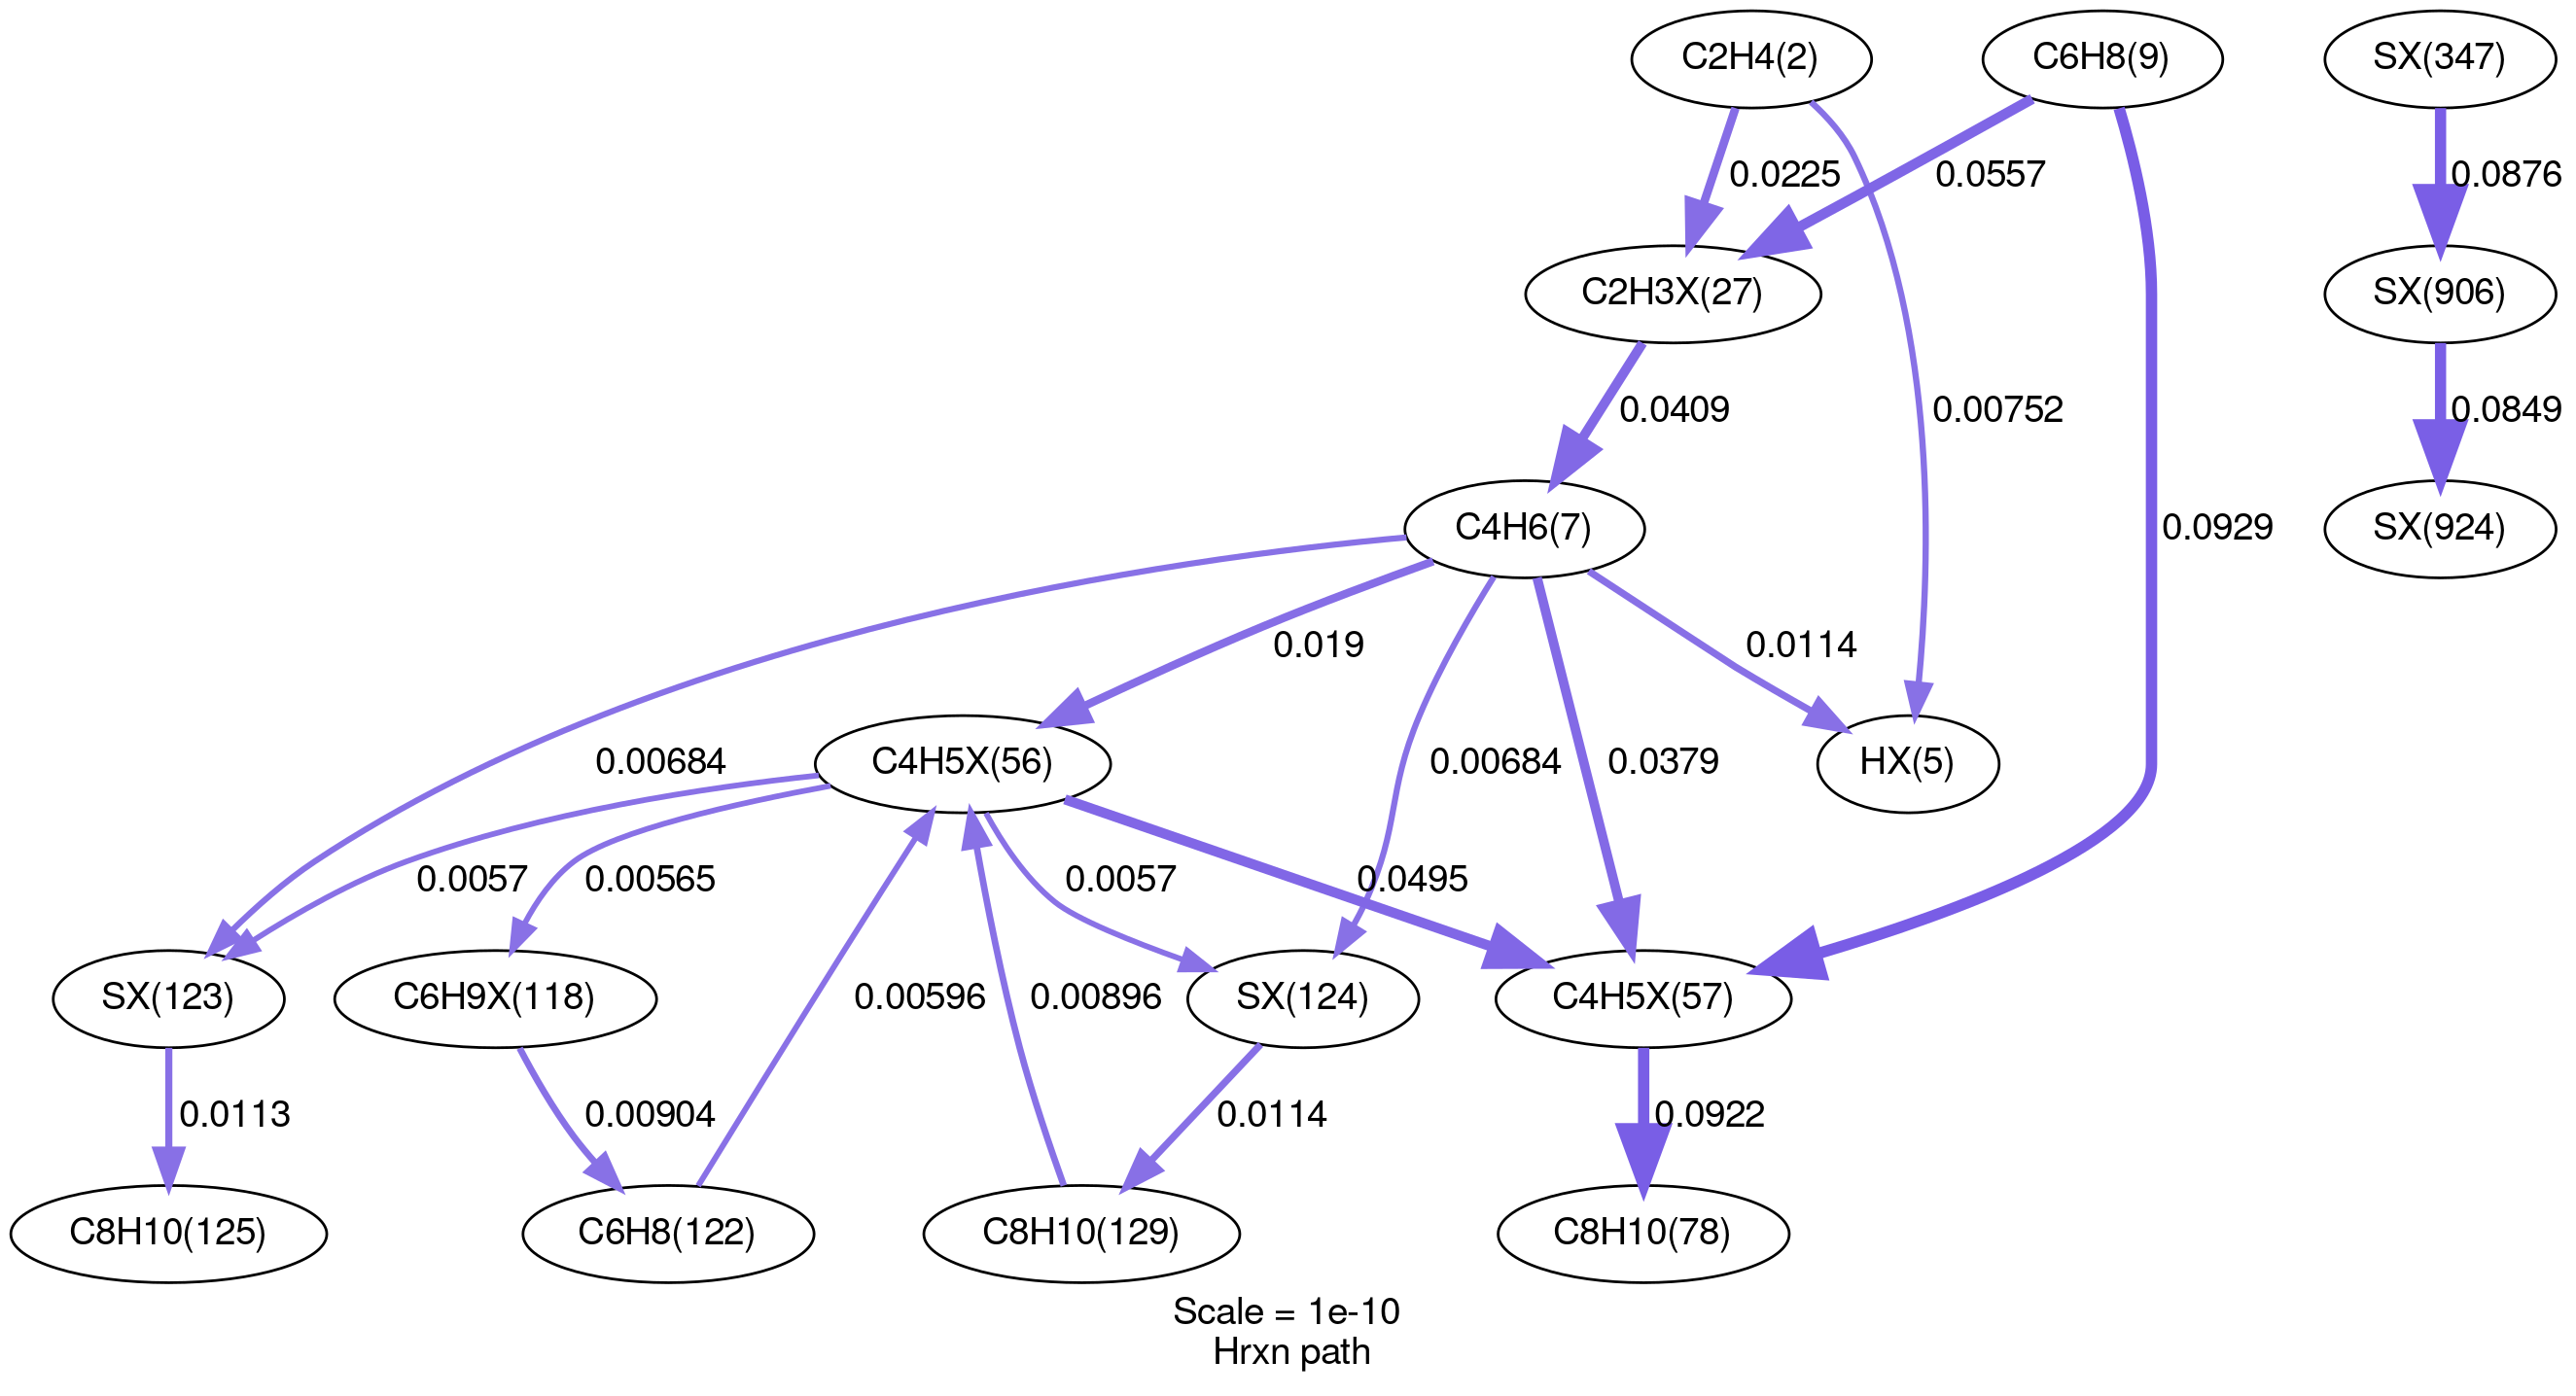 C2H4(2)
C6H8(9)
SX(347)
0.0225
0.0557
0.0876
C2H3X(27)
SX(906)
0.0409
0.00752
0.0849
C4H6(7)
0.0929
SX(924)
0.019
0.0114
0.00684
C4H5X(56)
0.00684
0.0379
HX(5)
0.0057
0.00565
0.0057
0.0495
SX(123)
C6H9X(118)
0.00596
0.00896
SX(124)
C4H5X(57)
0.0113
0.00904
0.0114
0.0922
C8H10(125)
C6H8(122)
C8H10(129)
C8H10(78)
Scale = 1e-10
Hrxn path